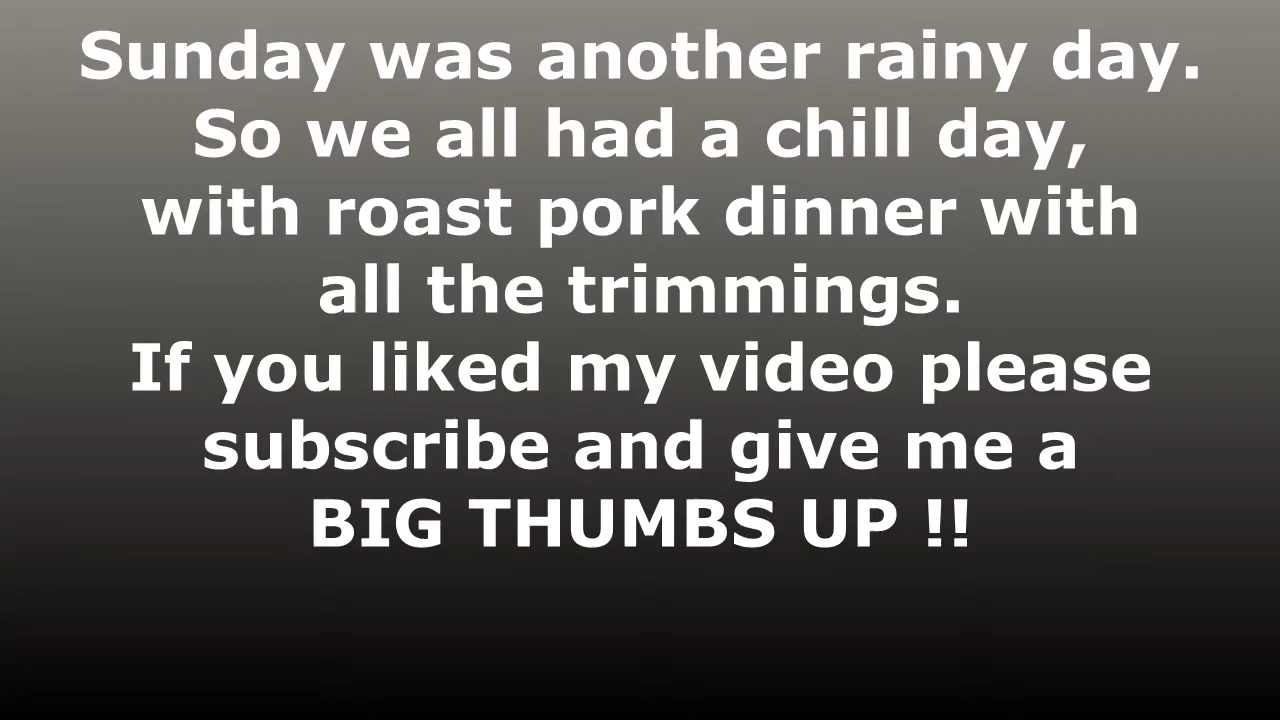 Sunday was another rainy day.
So we all had a chill day,
with roast pork dinner with
all the trimmings.
If you liked my video please
subscribe and give me a
BIG THUMBS UP !!